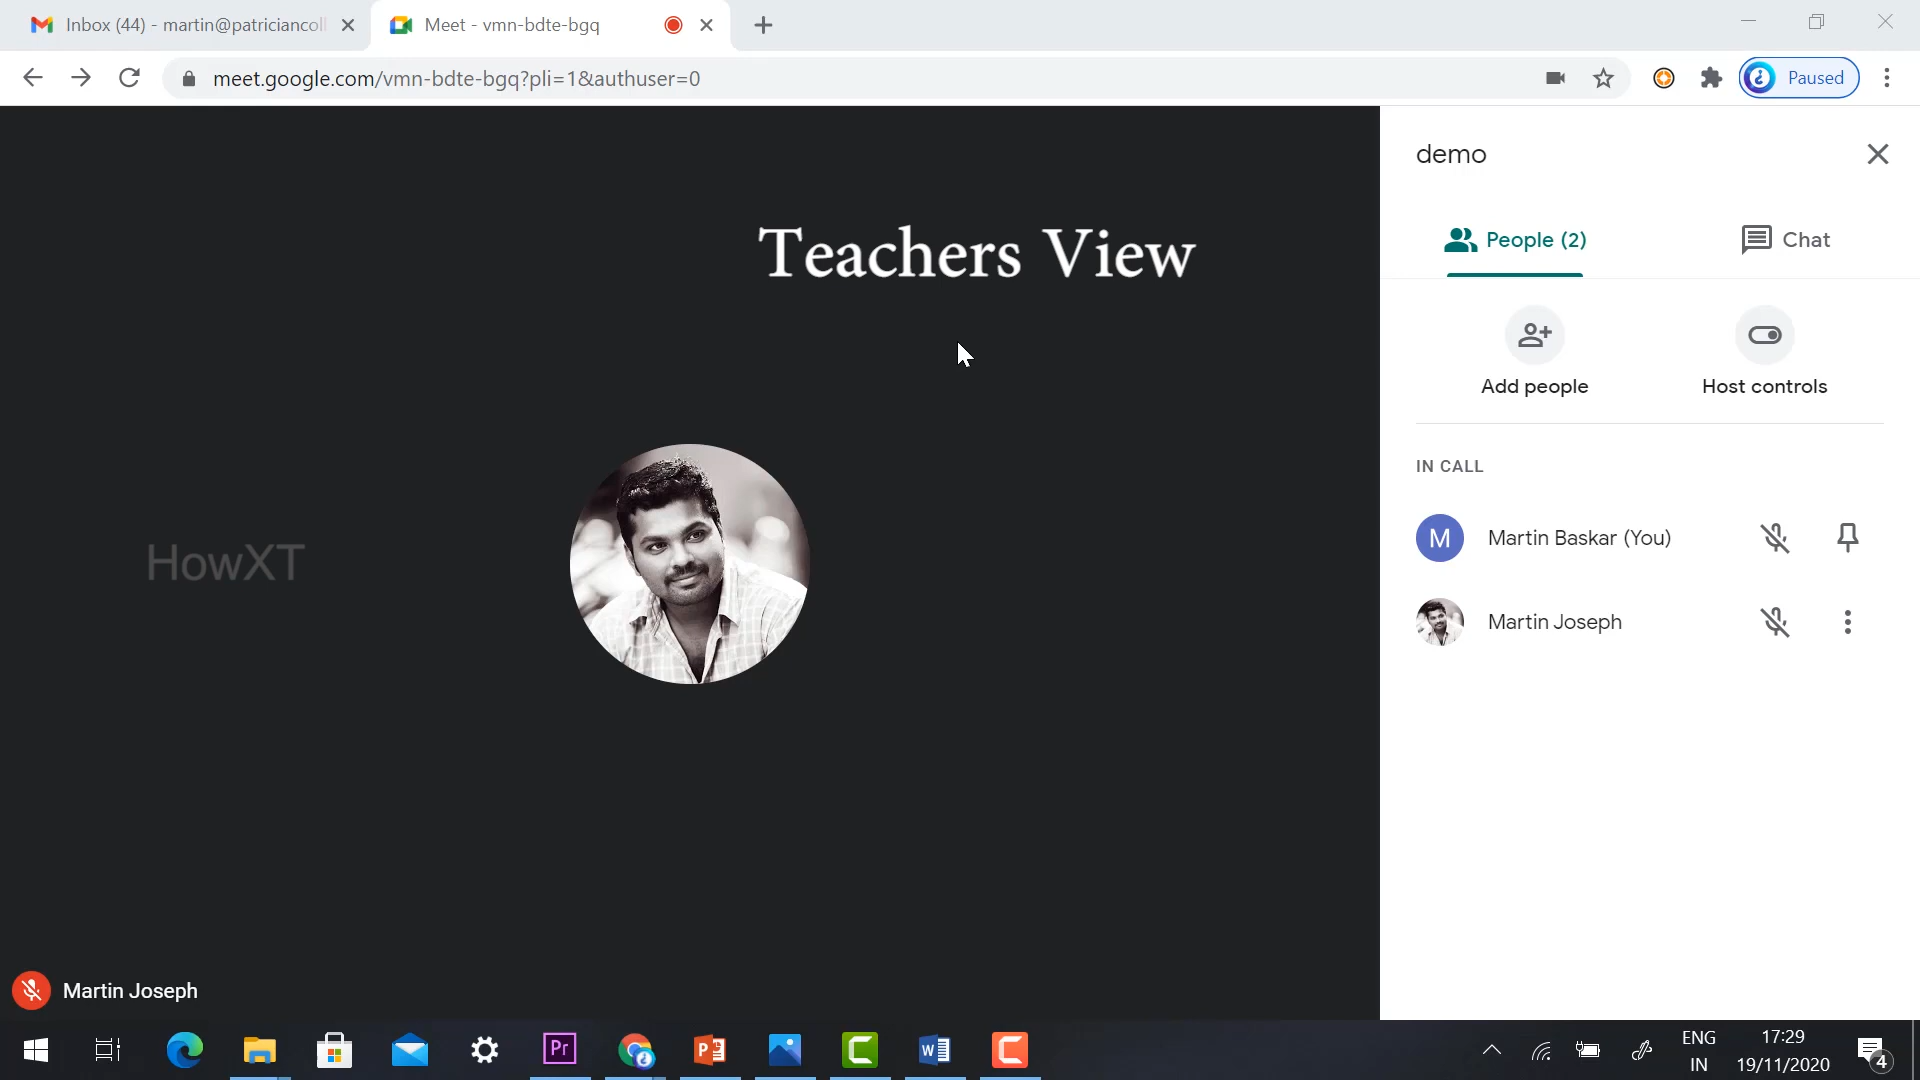 Inbox (44) - martin@patriciancoll
Meet - vmn-bdte-bgq
meet.google.com/vmn-bdte-bgq?pli=1&authuser=0
Paused
Teachers View
HowXT
Martin Joseph
demo
People (2)
Chat
Add people
Host controls
IN CALL
M
Martin Baskar (You)
Martin Joseph
Pr
P
W
ENG
IN
17:29
19/11/2020
4